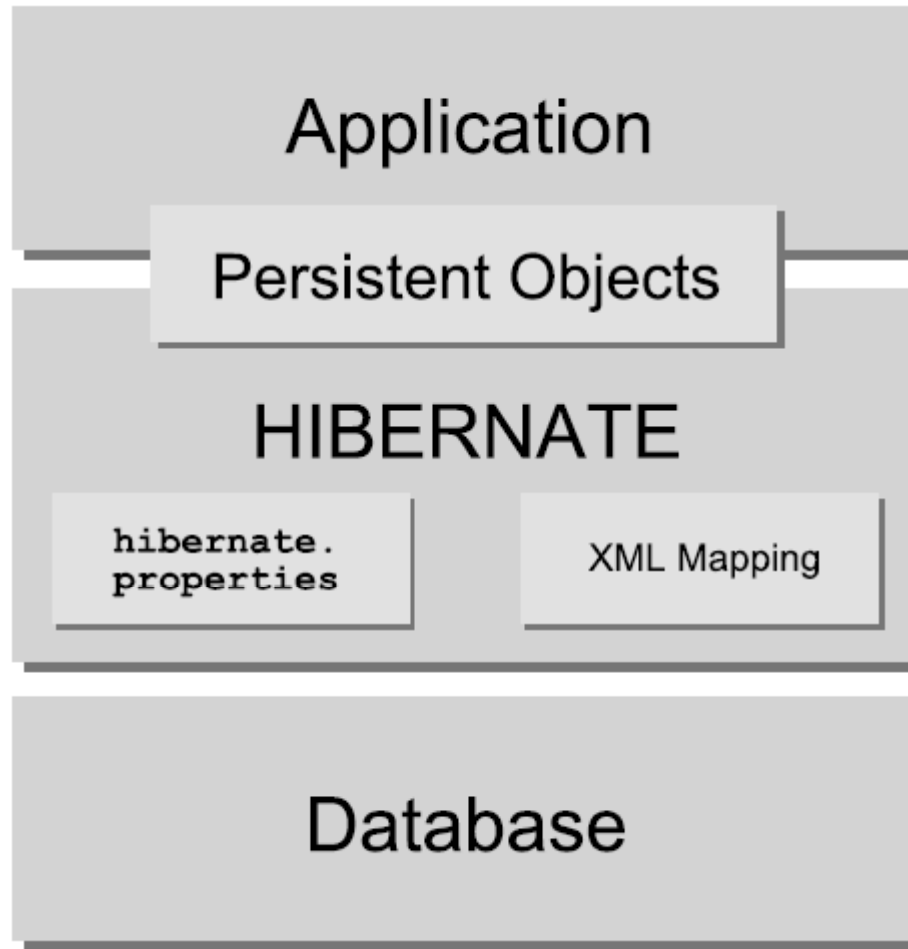 Application
Persistent Objects
HIBERNATE
hibernate.
properties
XML Mapping
Database